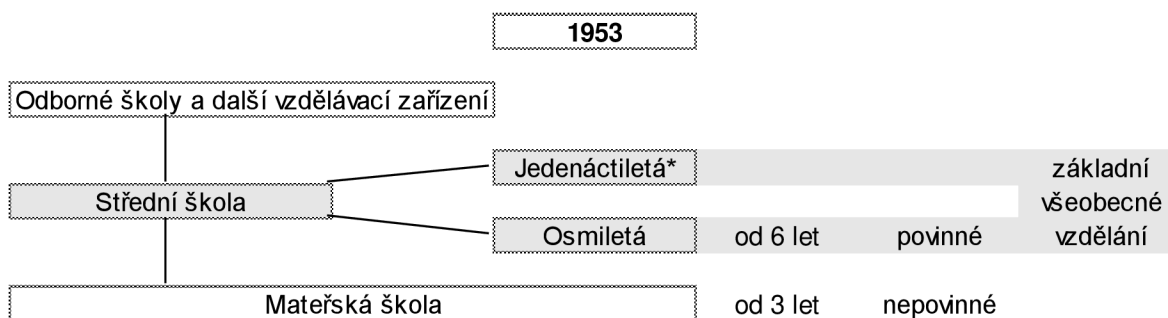 1953
Odborné školy a další vzdělávací zařízení
Jedenáctiletá* základní
Střední škola všeobecné
Osmiletá od 6 let povinné vzdělání
Mateřská škola od 3 let nepovinné